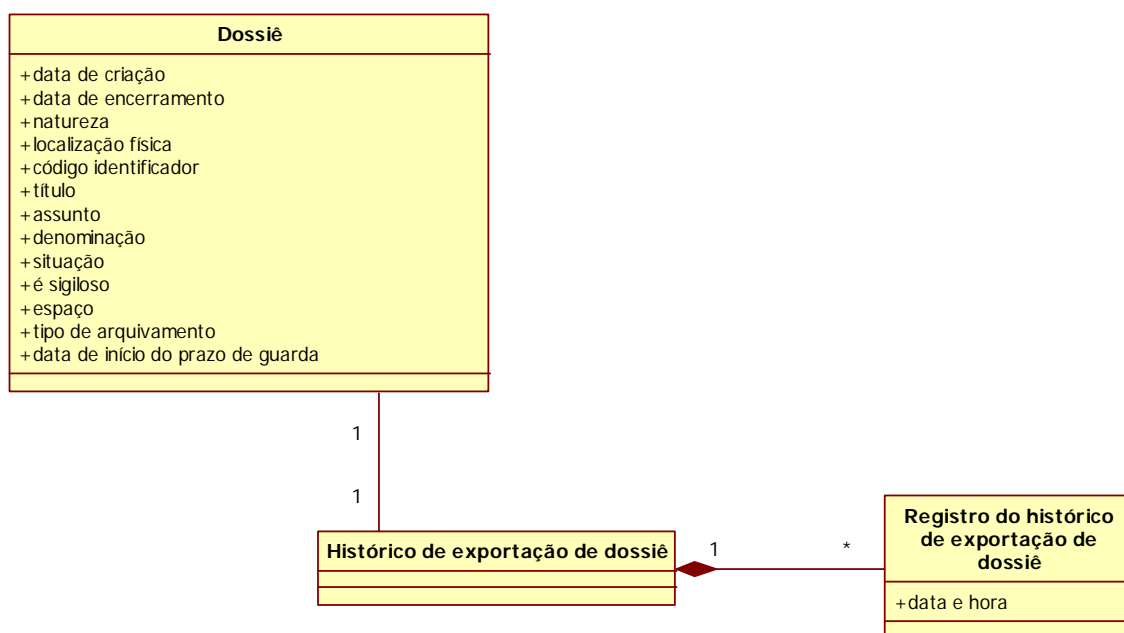 Dossiê
+data de criação
+data de encerramento
+natureza
+localização física
+código identificador
+título
+assunto
+denominação
+situação
+é sigiloso
+espaço
+tipo de arquivamento
+data de início do prazo de guarda
1
1
Histórico de exportação de dossiê
1
*
Registro do histórico
de exportação de
dossiê
+data e hora